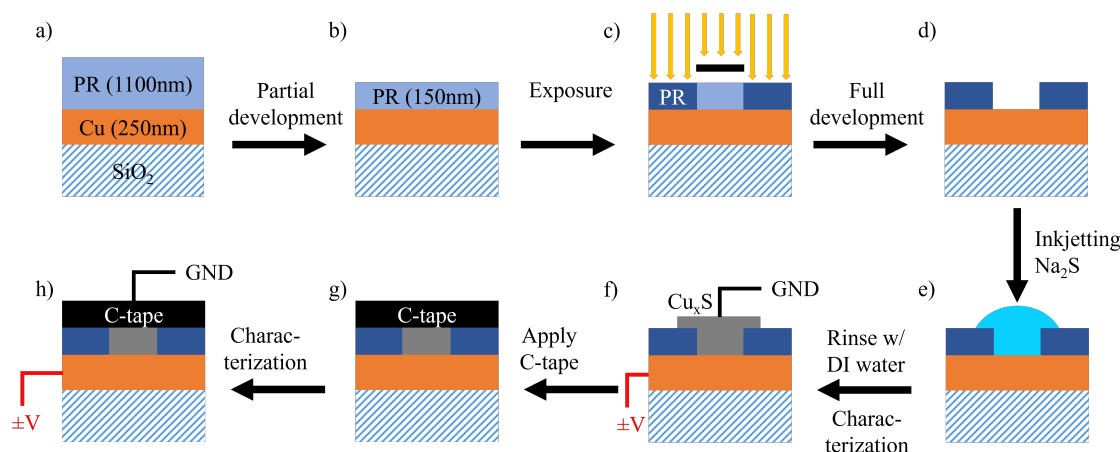 a)
PR (1100nm)
Cu (250nm)
SiO₂
Partial
development
b)
PR (150nm)
Exposure
c)
PR
Full
development
d)
Inkjetting
Na₂S
e)
Rinse w/
DI water
Charac-
terization
f)
CuₓS
GND
±V
Apply
C-tape
g)
C-tape
Charac-
terization
h)
GND
C-tape
±V